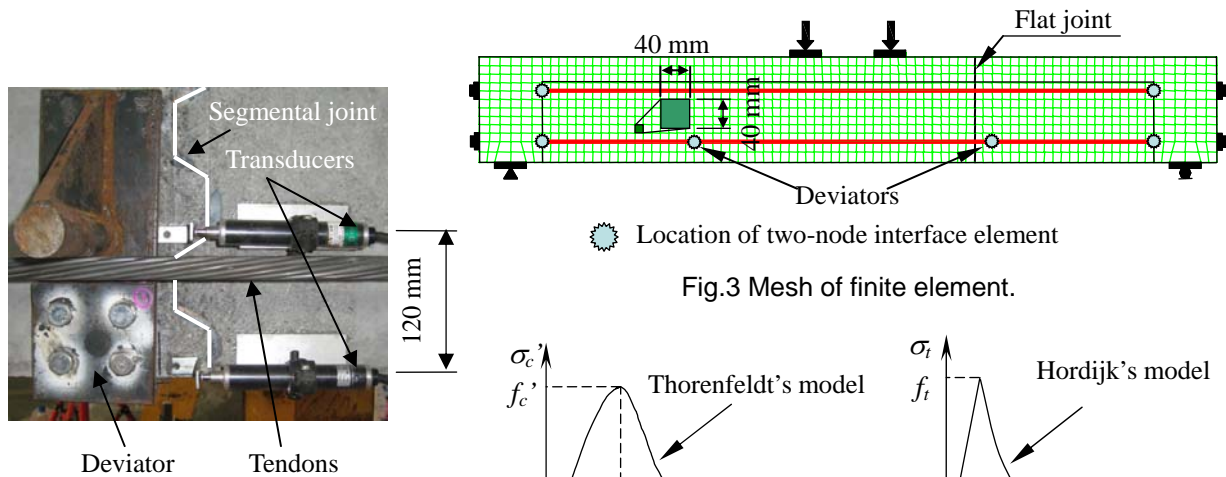 Segmental joint
Transducers
120 mm
Deviator
Tendons
Flat joint
40 mm
40 mm
Deviators
Location of two-node interface element
Fig.3 Mesh of finite element.
σc’
fc’
Thorenfeldt’s model
σt
ft
Hordijk’s model